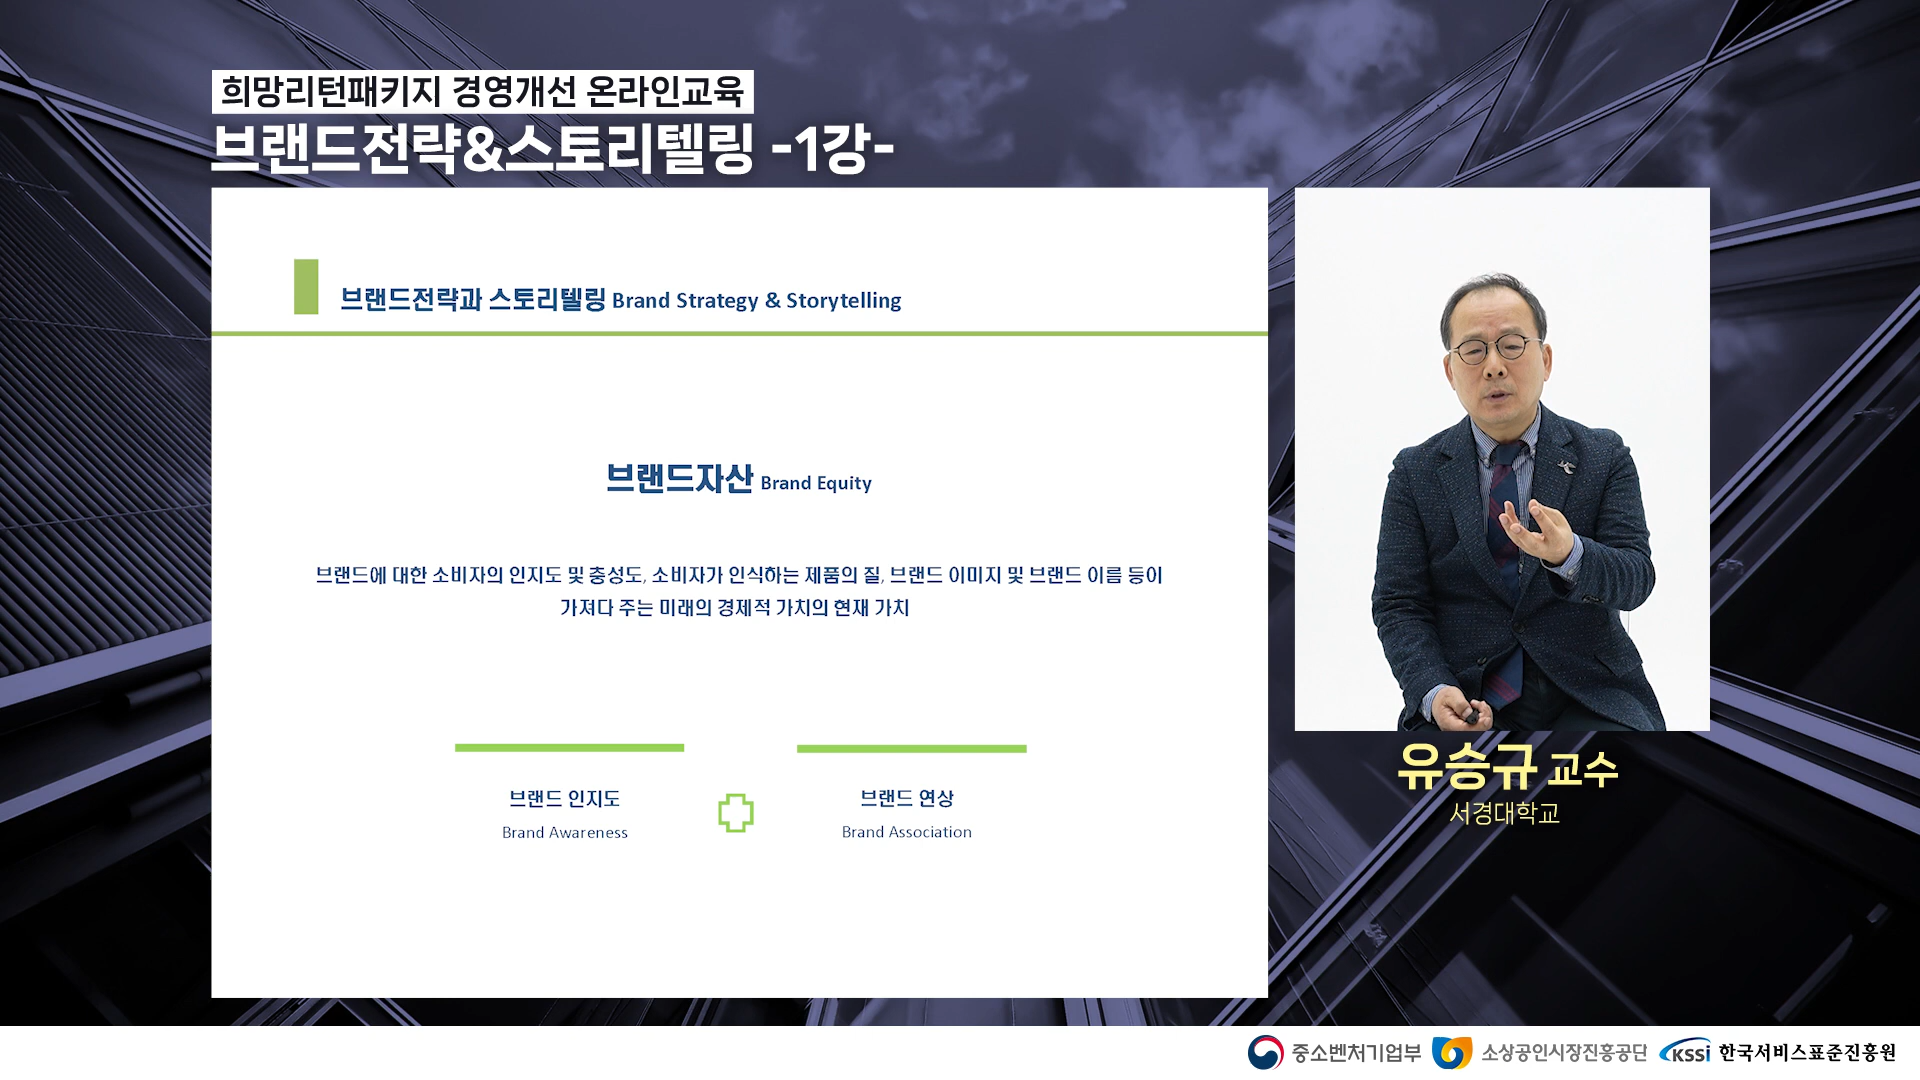 희망리턴패키지 경영개선 온라인교육
브랜드전략&스토리텔링 -1강-
브랜드전략과 스토리텔링 Brand Strategy & Storytelling
브랜드자산 Brand Equity
브랜드에 대한 소비자의 인지도 및 충성도, 소비자가 인식하는 제품의 질, 브랜드 이미지 및 브랜드 이름 등이
가져다 주는 미래의 경제적 가치의 현재 가치
브랜드 인지도
Brand Awareness
브랜드 연상
Brand Association
유승규 교수
서경대학교
중소벤처기업부 소상공인시장진흥공단 KSSi 한국서비스표준진흥원